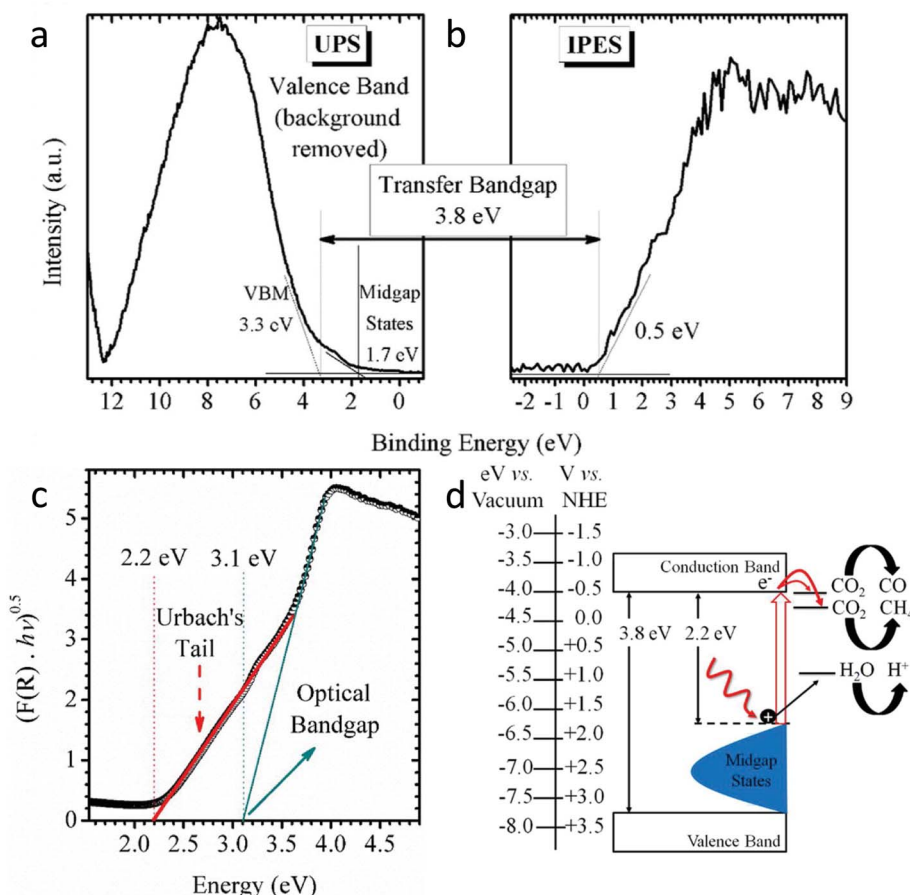 a
UPS
b
IPES
Valence Band
(background
removed)
Transfer Bandgap
3.8 eV
VBM
3.3 eV
Midgap
States
1.7 eV
0.5 eV
Intensity (a.u.)
12 10 8 6 4 2 0
-2 -1 0 1 2 3 4 5 6 7 8 9
Binding Energy (eV)
c
2.2 eV
3.1 eV
Urbach's
Tail
Optical
Bandgap
(F(R) . hν)^0.5
5
4
3
2
1
0
2.0 2.5 3.0 3.5 4.0 4.5
Energy (eV)
d
eV vs. V vs.
Vacuum NHE
-3.0 -1.5
-3.5 -1.0
-4.0 -0.5
-4.5 0.0
-5.0 +0.5
-5.5 +1.0
-6.0 +1.5
-6.5 +2.0
-7.0 +2.5
-7.5 +3.0
-8.0 +3.5
Conduction Band
e-
3.8 eV
2.2 eV
+
Midgap
States
Valence Band
CO2 CO
CO2 CH
H2O H+